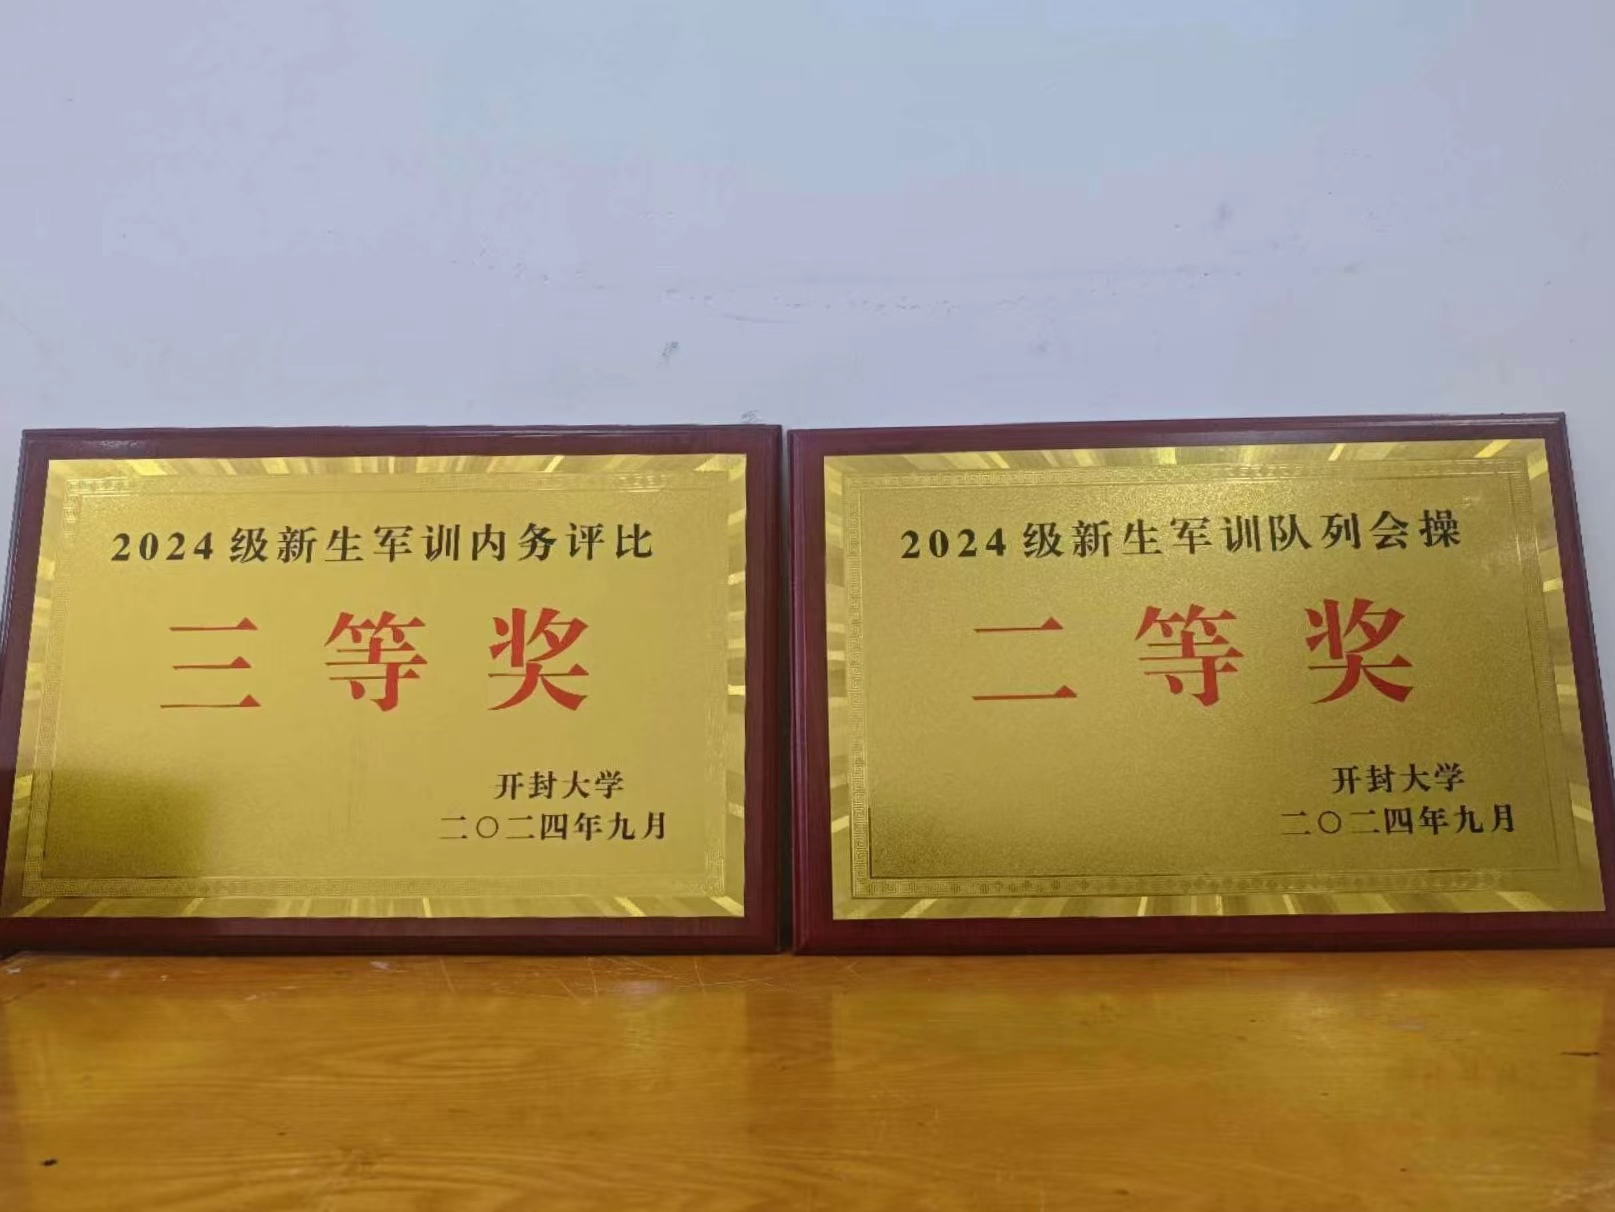 2024级新生军训内务评比
三等奖
开封大学
二〇二四年九月
2024级新生军训队列会操
二等奖
开封大学
二〇二四年九月